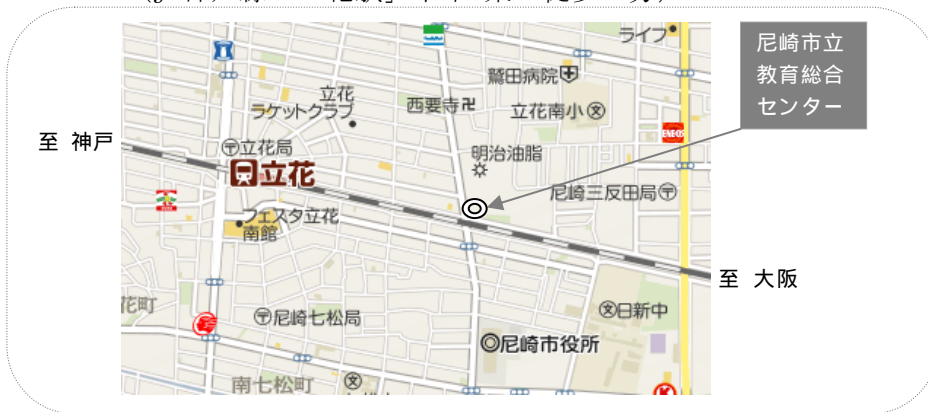 ライフ
尼崎市立
教育総合
センター
鷲田病院
立花
ラケットクラブ
西要寺卍
立花南小
ENEOS
至 神戸
立花局
明治油脂
立花
尼崎三反田局
フェスタ立花
南館
至 大阪
花町
尼崎七松局
日新中
尼崎市役所
南七松町